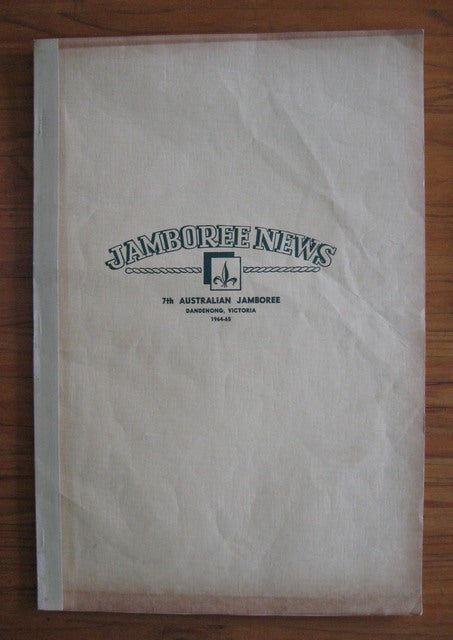 JAMBOREE NEWS
7th AUSTRALIAN JAMBOREE
DANDENONG, VICTORIA
1964-65